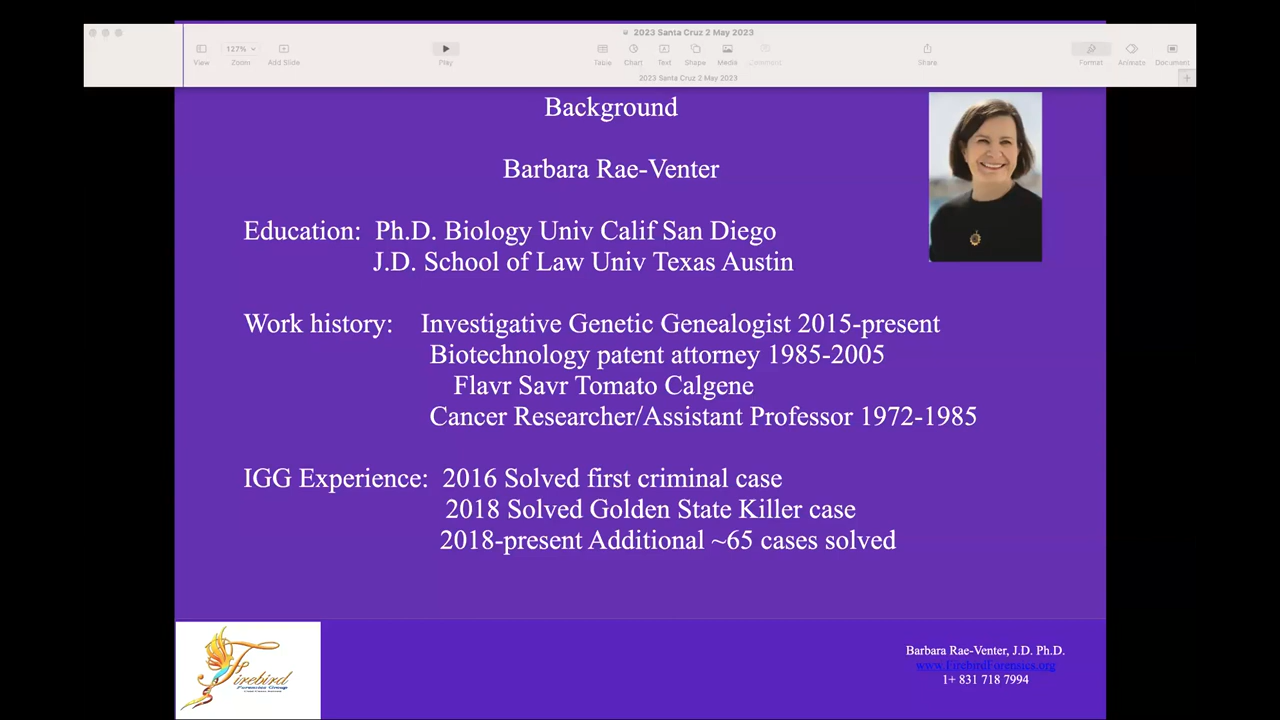 2023 Santa Cruz 2 May 2023
127%
View
Zoom
Add Slide
Play
Table
Chart
Text
Shape
Media
Comment
Share
Format
Animate
Document
2023 Santa Cruz 2 May 2023
Background
Barbara Rae-Venter
Education: Ph.D. Biology Univ Calif San Diego
J.D. School of Law Univ Texas Austin
Work history: Investigative Genetic Genealogist 2015-present
Biotechnology patent attorney 1985-2005
Flavr Savr Tomato Calgene
Cancer Researcher/Assistant Professor 1972-1985
IGG Experience: 2016 Solved first criminal case
2018 Solved Golden State Killer case
2018-present Additional ~65 cases solved
Firebird
Forensics Group
Barbara Rae-Venter, J.D. Ph.D.
www.FirebirdForensics.org
1+ 831 718 7994